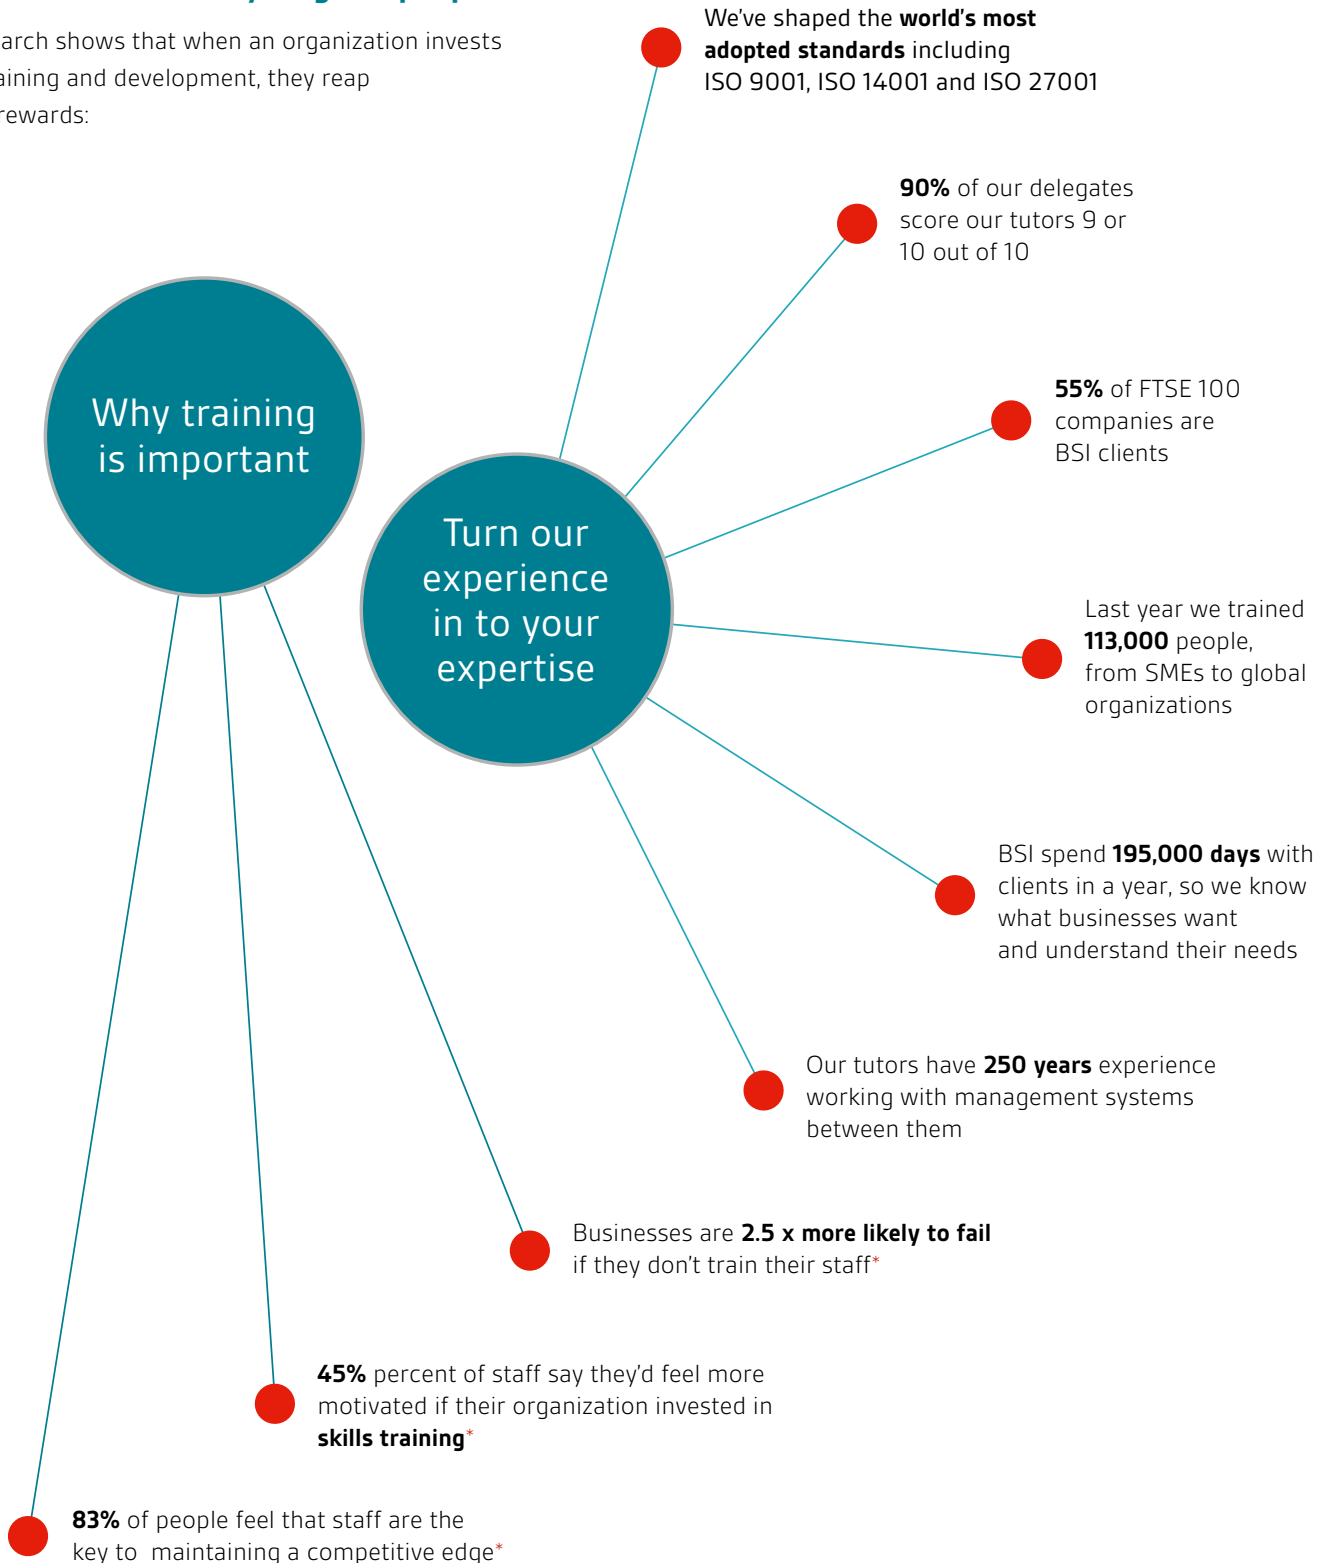 arch shows that when an organization invests
aining and development, they reap
rewards:
We've shaped the world's most
adopted standards including
ISO 9001, ISO 14001 and ISO 27001
90% of our delegates
score our tutors 9 or
10 out of 10
Why training
is important
55% of FTSE 100
companies are
BSI clients
Turn our
experience
in to your
expertise
Last year we trained
113,000 people,
from SMEs to global
organizations
BSI spend 195,000 days with
clients in a year, so we know
what businesses want
and understand their needs
Our tutors have 250 years experience
working with management systems
between them
Businesses are 2.5 x more likely to fail
if they don't train their staff*
45% percent of staff say they'd feel more
motivated if their organization invested in
skills training*
83% of people feel that staff are the
key to maintaining a competitive edge*